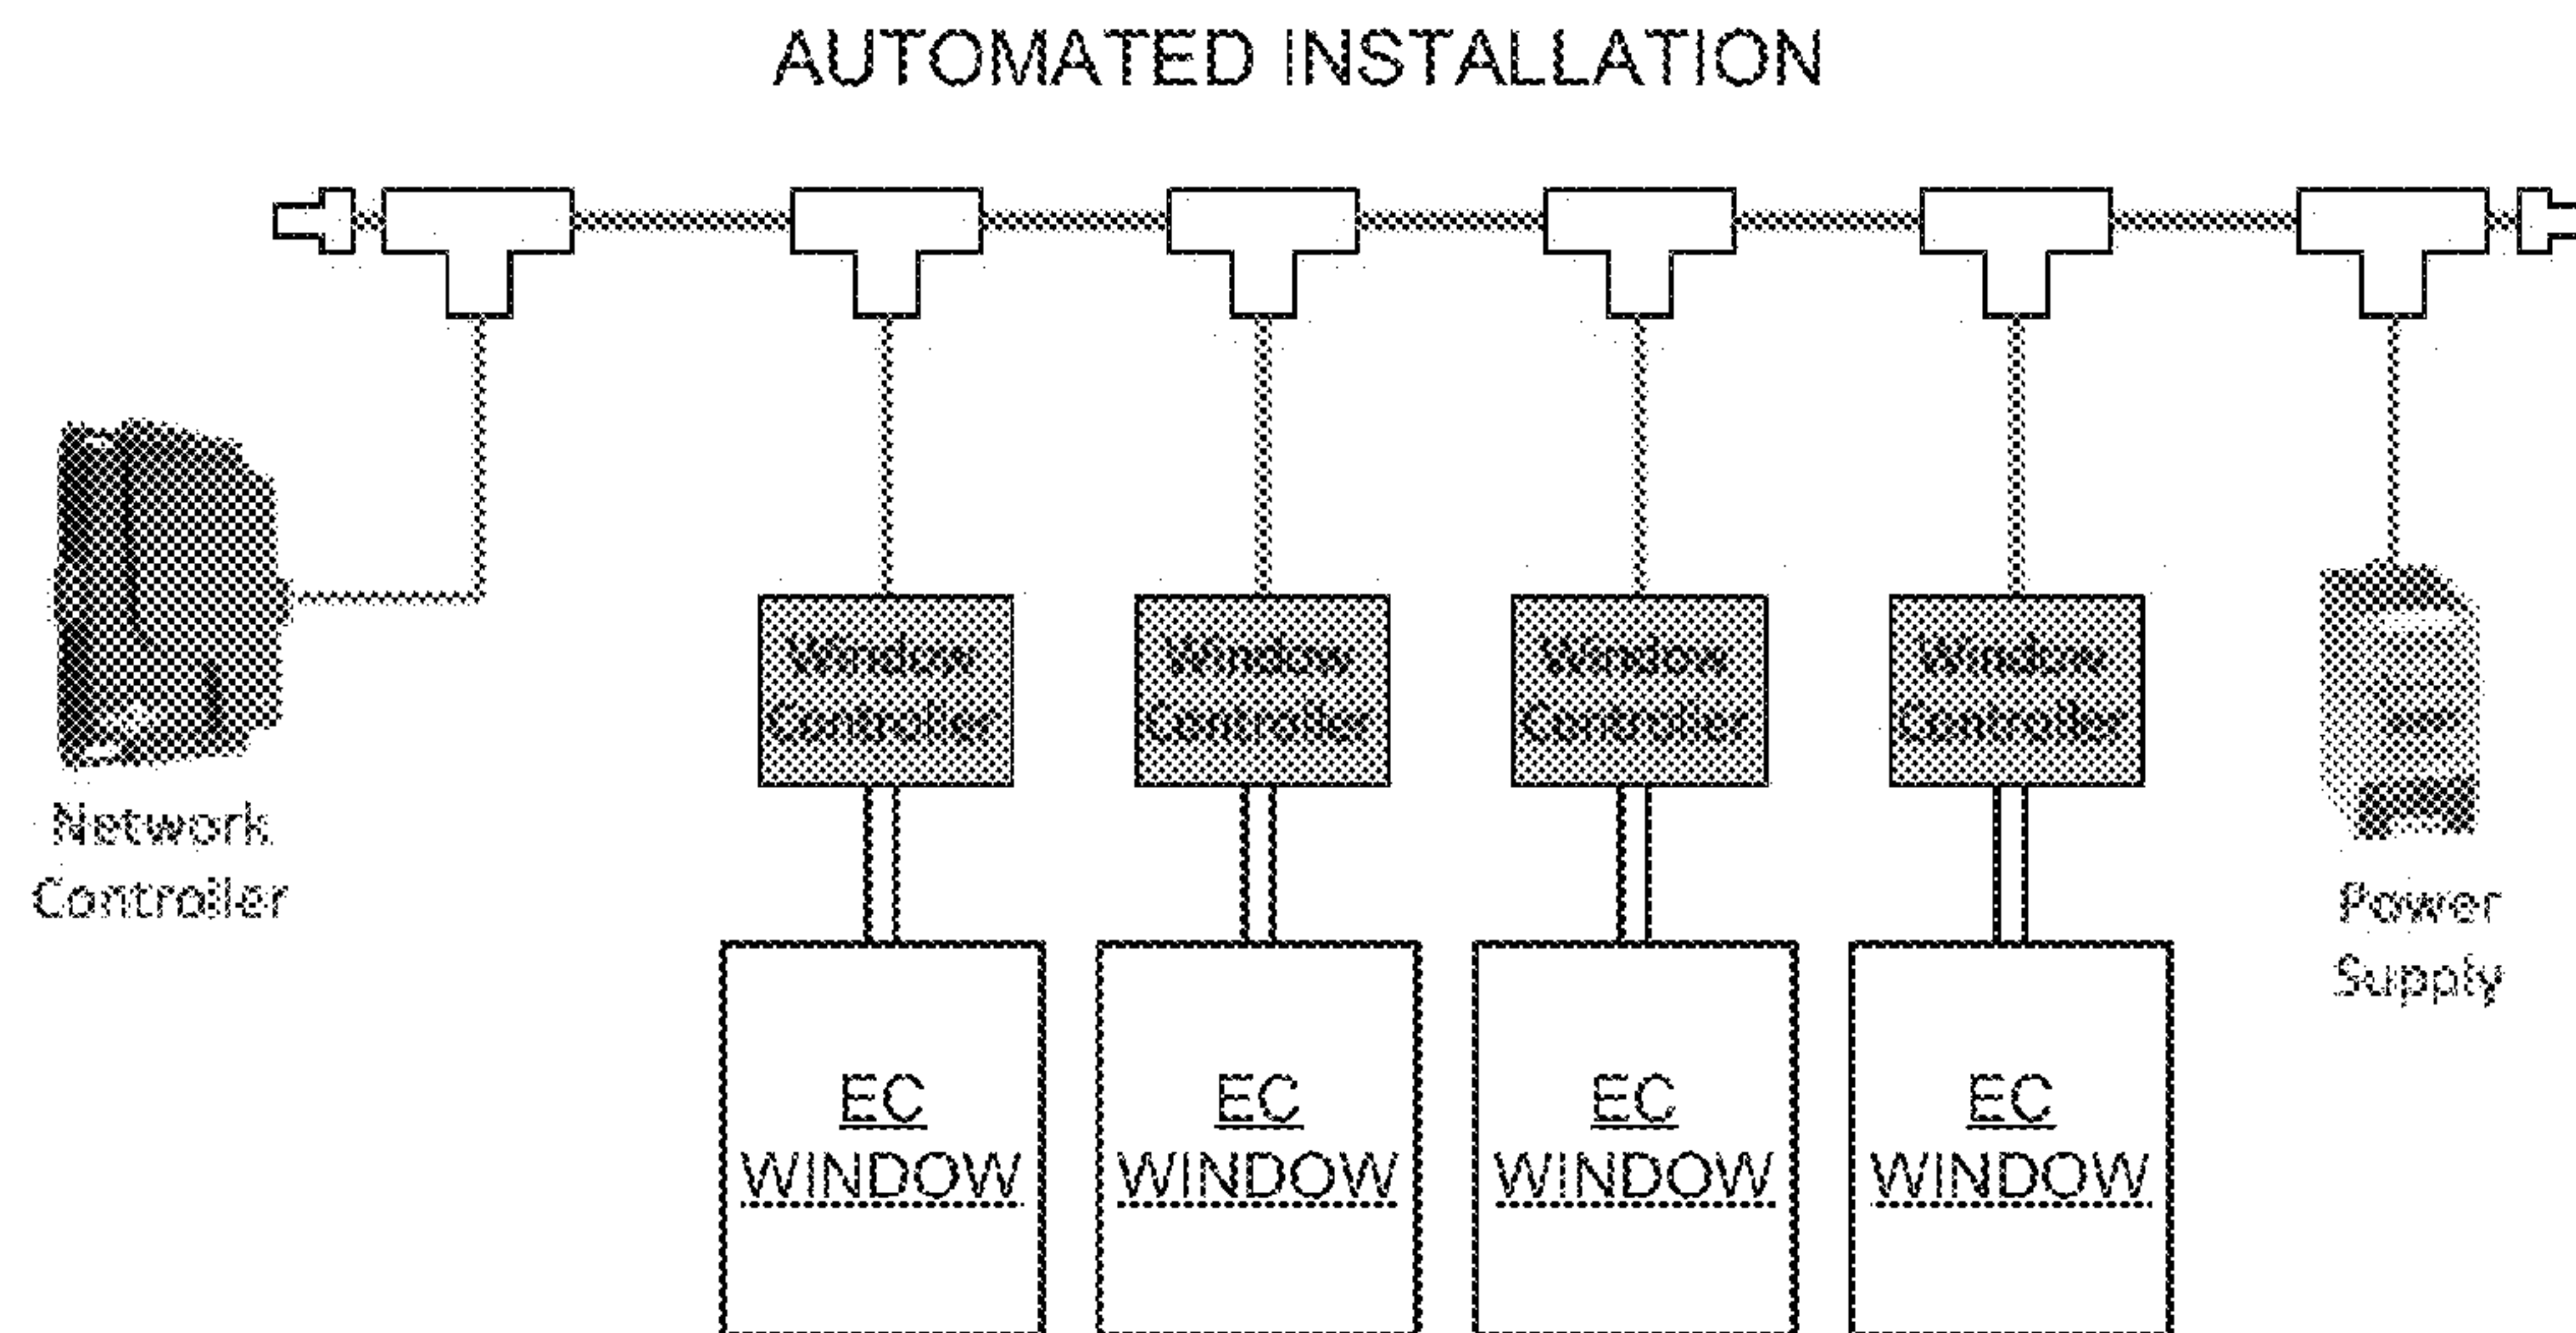 AUTOMATED INSTALLATION
Network
Controller
Window
Controller
Window
Controller
Window
Controller
Window
Controller
Power
Supply
EC
WINDOW
EC
WINDOW
EC
WINDOW
EC
WINDOW